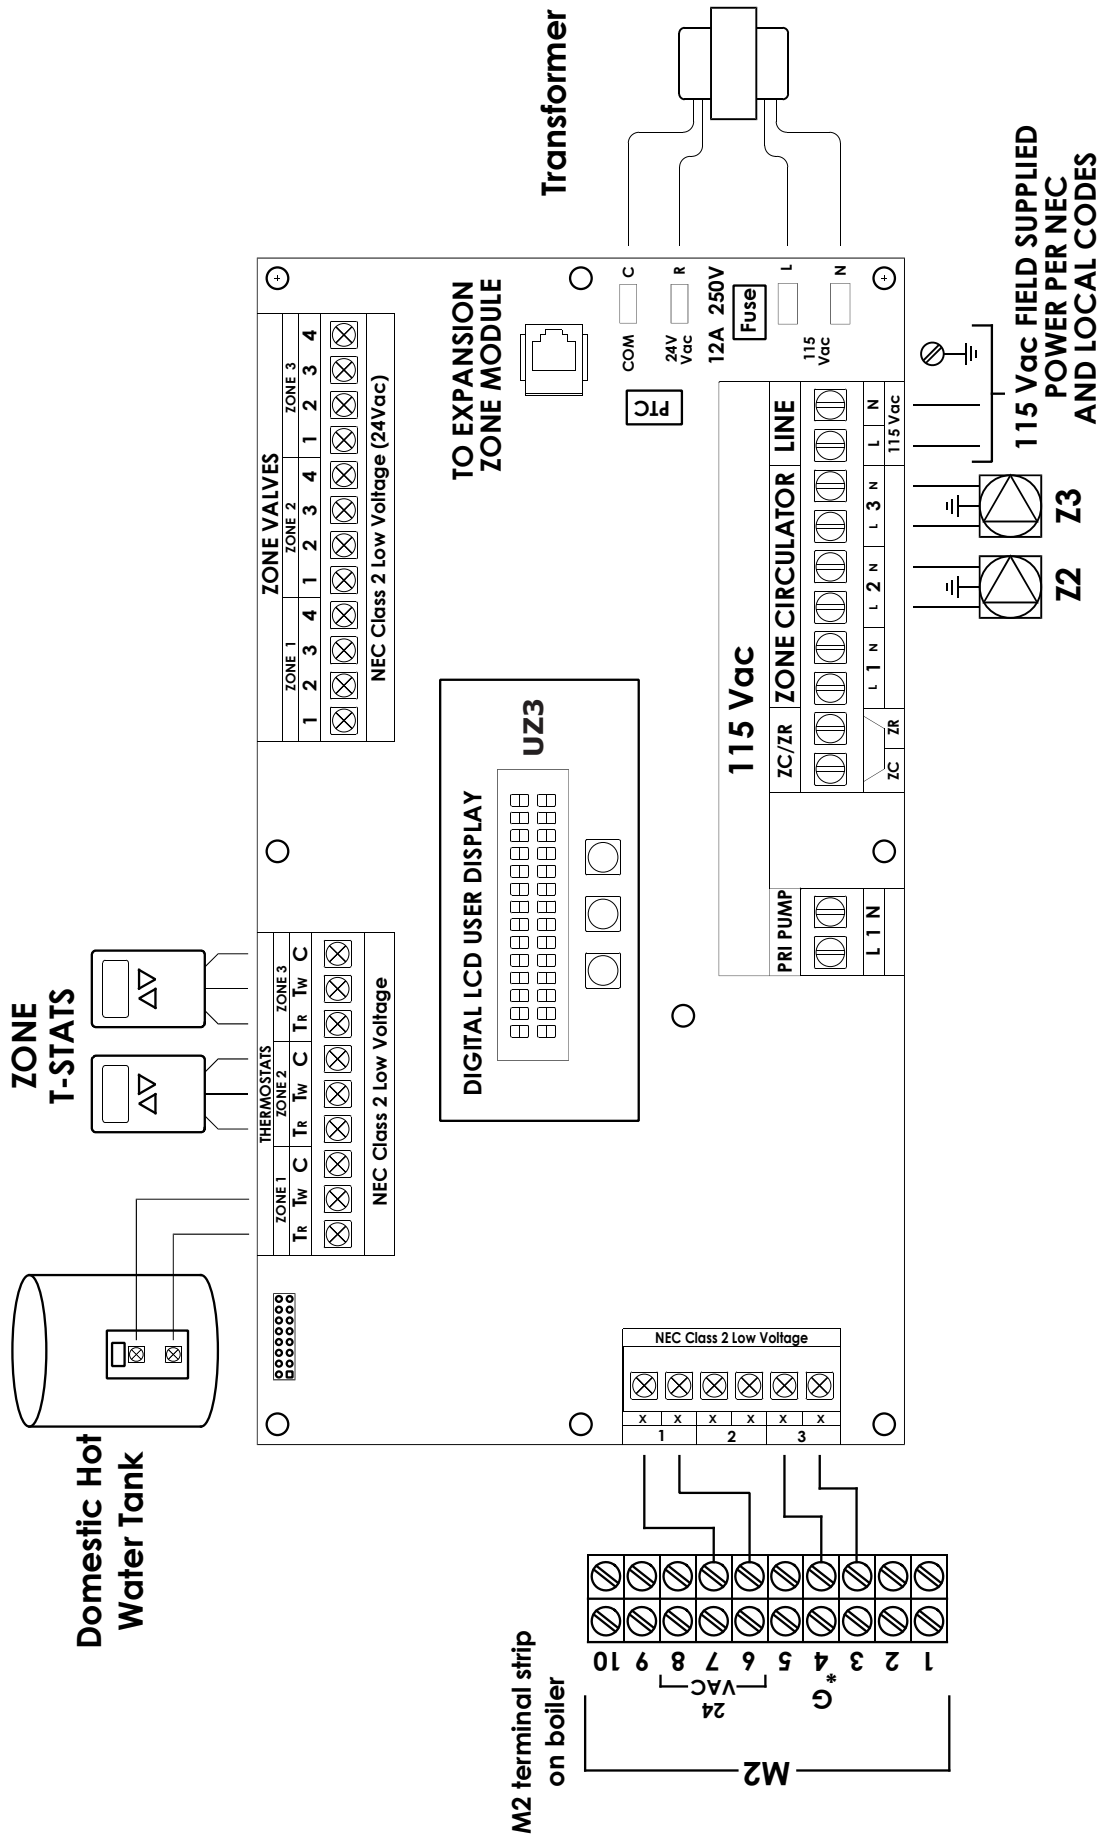 Domestic Hot
Water Tank
ZONE
T-STATS
THERMOSTATS
ZONE 1
ZONE 2
ZONE 3
TR TW C TR TW C TR TW C
NEC Class 2 Low Voltage
ZONE VALVES
ZONE 1
ZONE 2
ZONE 3
1 2 3 4 1 2 3 4 1 2 3 4
NEC Class 2 Low Voltage (24Vac)
TO EXPANSION
ZONE MODULE
Transformer
DIGITAL LCD USER DISPLAY
UZ3
COM
C
24V
Vac
R
12A 250V
Fuse
PTC
115
Vac
L
N
NEC Class 2 Low Voltage
x x x x x x
1 2 3
115 Vac
PRI PUMP
ZC/ZR
ZONE CIRCULATOR
LINE
L 1 N
ZC
ZR
L 1 N
L 2 N
L 3 N
L N
115 Vac
Z2
Z3
115 Vac FIELD SUPPLIED
POWER PER NEC
AND LOCAL CODES
M2 terminal strip
on boiler
10 9 8 7 6 5 4 3 2 1
24
VAC
G*
M2